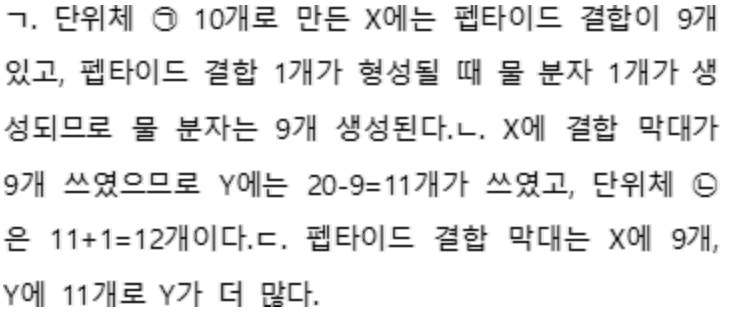 ㄱ. 단위체 ㉠ 10개로 만든 X에는 펩타이드 결합이 9개
있고, 펩타이드 결합 1개가 형성될 때 물 분자 1개가 생
성되므로 물 분자는 9개 생성된다.ㄴ. X에 결합 막대가
9개 쓰였으므로 Y에는 20-9=11개가 쓰였고, 단위체 ㉡
은 11+1=12개이다.ㄷ. 펩타이드 결합 막대는 X에 9개,
Y에 11개로 Y가 더 많다.